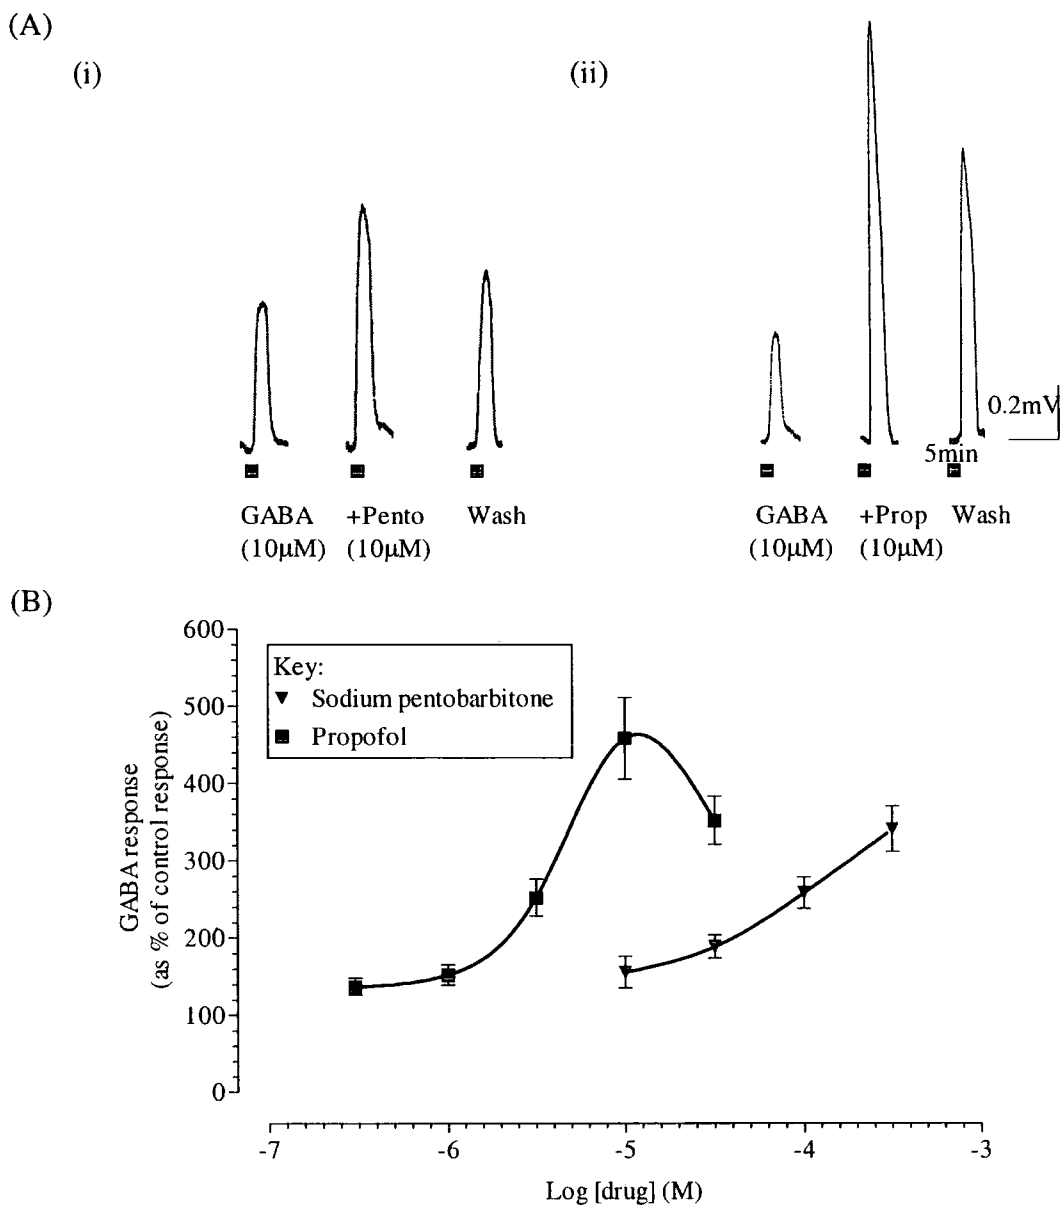 (A)
(i)
(ii)
0.2mV
5min
GABA +Pento Wash
(10µM) (10µM)
GABA +Prop Wash
(10µM) (10µM)
(B)
600
500
400
300
200
100
0
GABA response
(as % of control response)
Key:
Sodium pentobarbitone
Propofol
-7 -6 -5 -4 -3
Log [drug] (M)